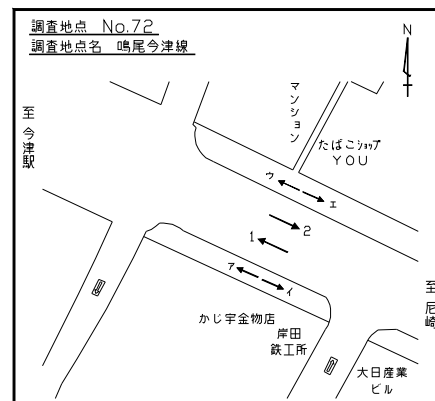 調査地点 No.72
調査地点名 鳴尾今津線
N
至 今津駅
マンション
たばこショップ
YOU
ウ
エ
2
1
ア
イ
至 尼崎
かじ宇金物店
岸田
鉄工所
大日産業
ビル